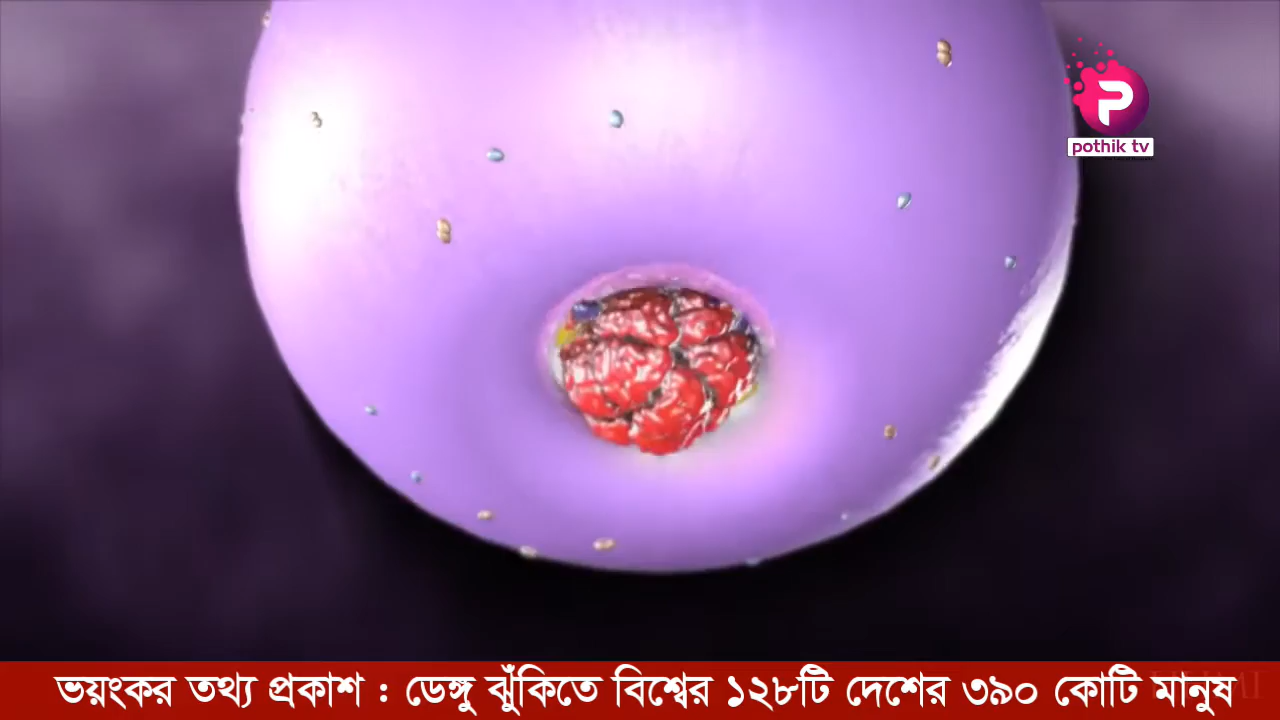 pothik tv
ভয়ংকর তথ্য প্রকাশ : ডেঙ্গু ঝুঁকিতে বিশ্বের ১২৮টি দেশের ৩৯০ কোটি মানুষ